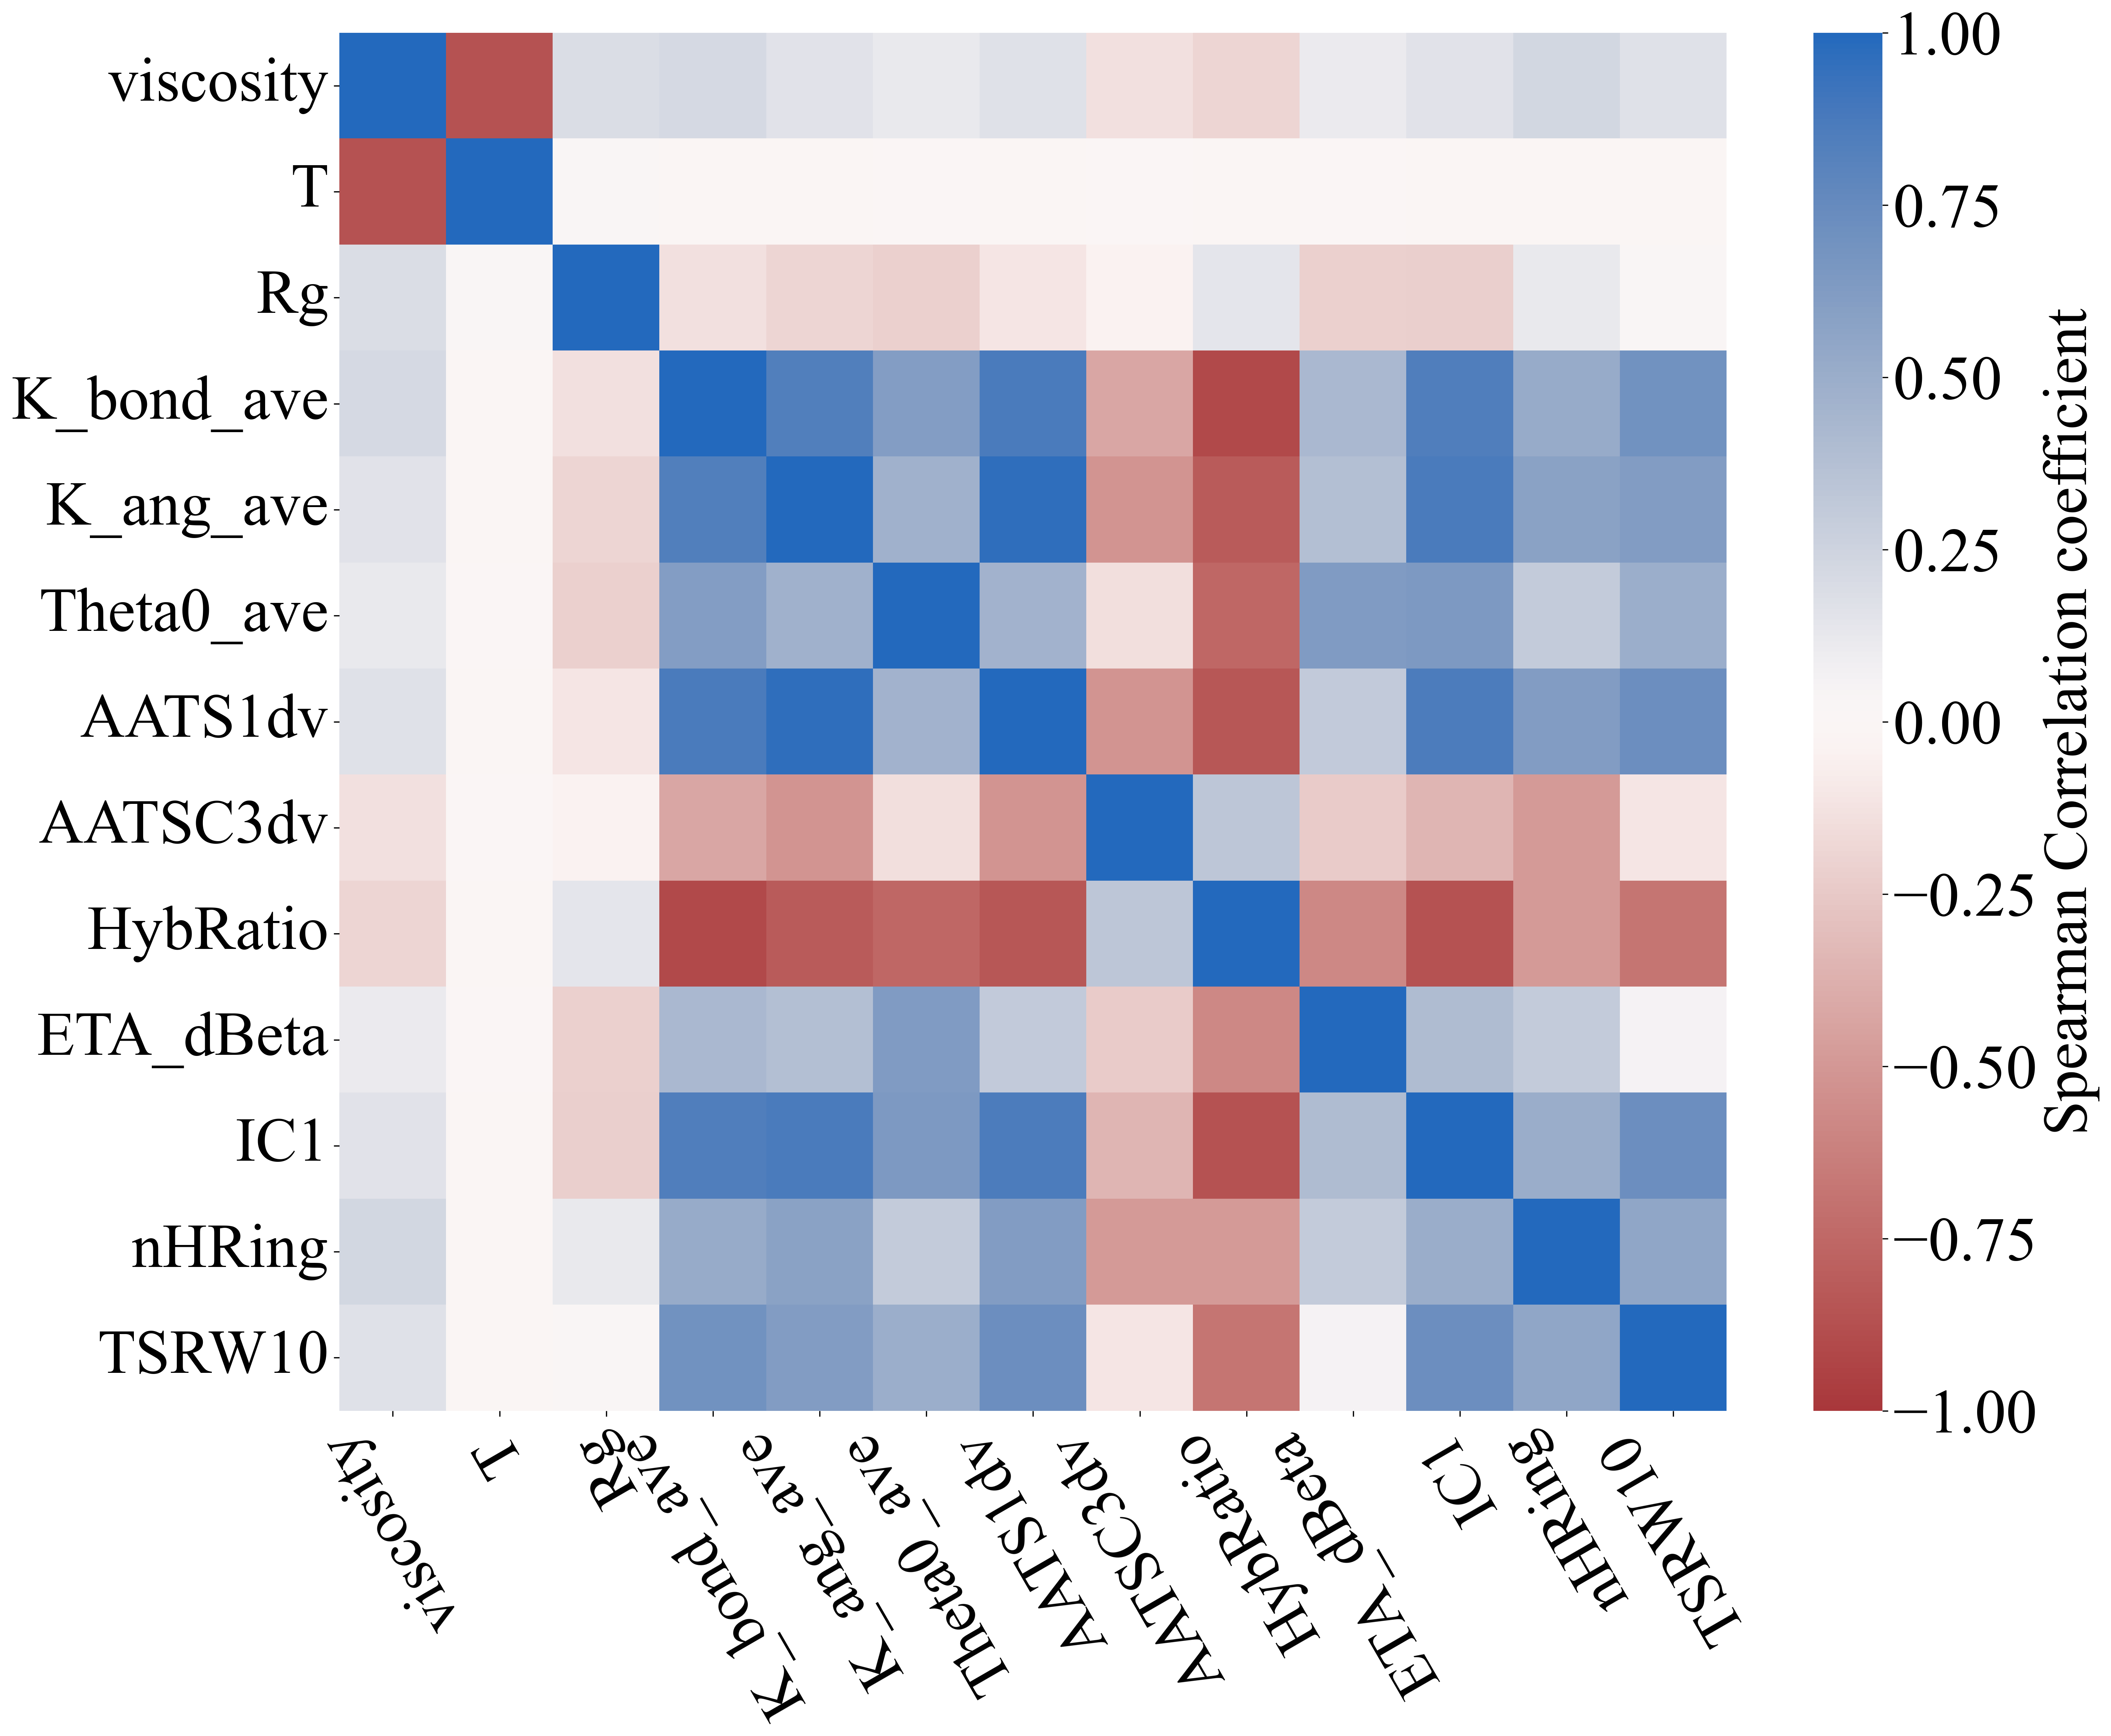 viscosity
T
Rg
K_bond_ave
K_ang_ave
Theta0_ave
AATS1dv
AATSC3dv
HybRatio
ETA_dBeta
IC1
nHRing
TSRW10
viscosity
T
Rg
K_bond_ave
K_ang_ave
Theta0_ave
AATS1dv
AATSC3dv
HybRatio
ETA_dBeta
IC1
nHRing
TSRW10
1.00
0.75
0.50
0.25
0.00
−0.25
−0.50
−0.75
−1.00
Spearman Correlation coefficient